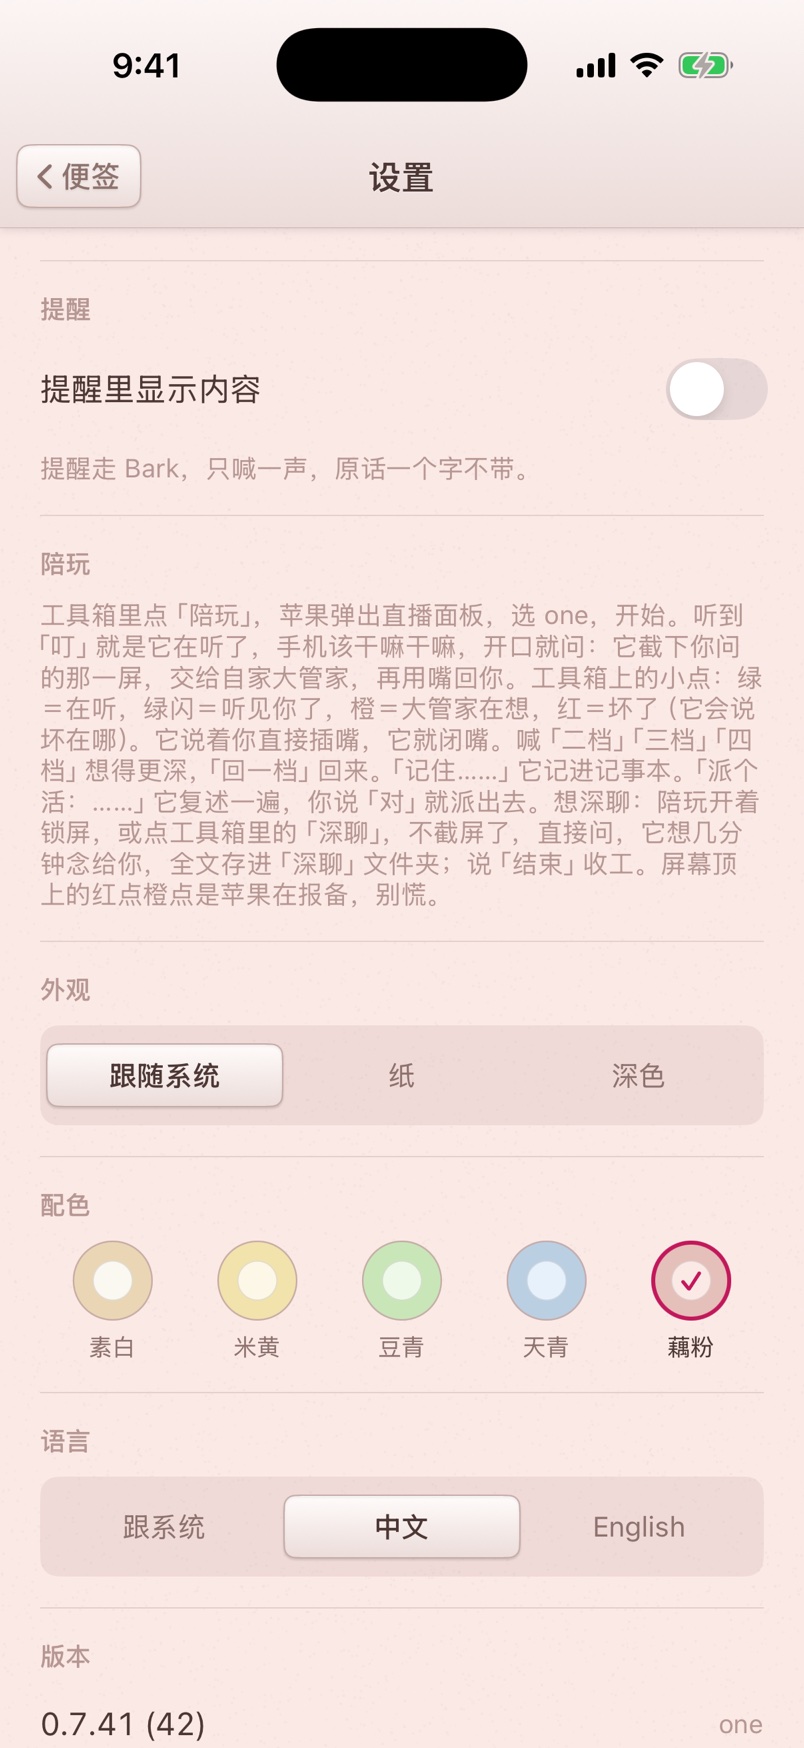 9:41
便签
设置
提醒
提醒里显示内容
提醒走 Bark，只喊一声，原话一个字不带。
陪玩
工具箱里点「陪玩」，苹果弹出直播面板，选 one，开始。听到
「叮」就是它在听了，手机该干嘛干嘛，开口就问：它截下你问
的那一屏，交给自家大管家，再用嘴回你。工具箱上的小点：绿
＝在听，绿闪＝听见你了，橙＝大管家在想，红＝坏了（它会说
坏在哪）。它说着你直接插嘴，它就闭嘴。喊「二档」「三档」「四
档」想得更深，「回一档」回来。「记住……」它记进记事本。「派个
活：……」它复述一遍，你说「对」就派出去。想深聊：陪玩开着
锁屏，或点工具箱里的「深聊」，不截屏了，直接问，它想几分
钟念给你，全文存进「深聊」文件夹；说「结束」收工。屏幕顶
上的红点橙点是苹果在报备，别慌。
外观
跟随系统
纸
深色
配色
素白
米黄
豆青
天青
藕粉
语言
跟系统
中文
English
版本
0.7.41 (42)
one